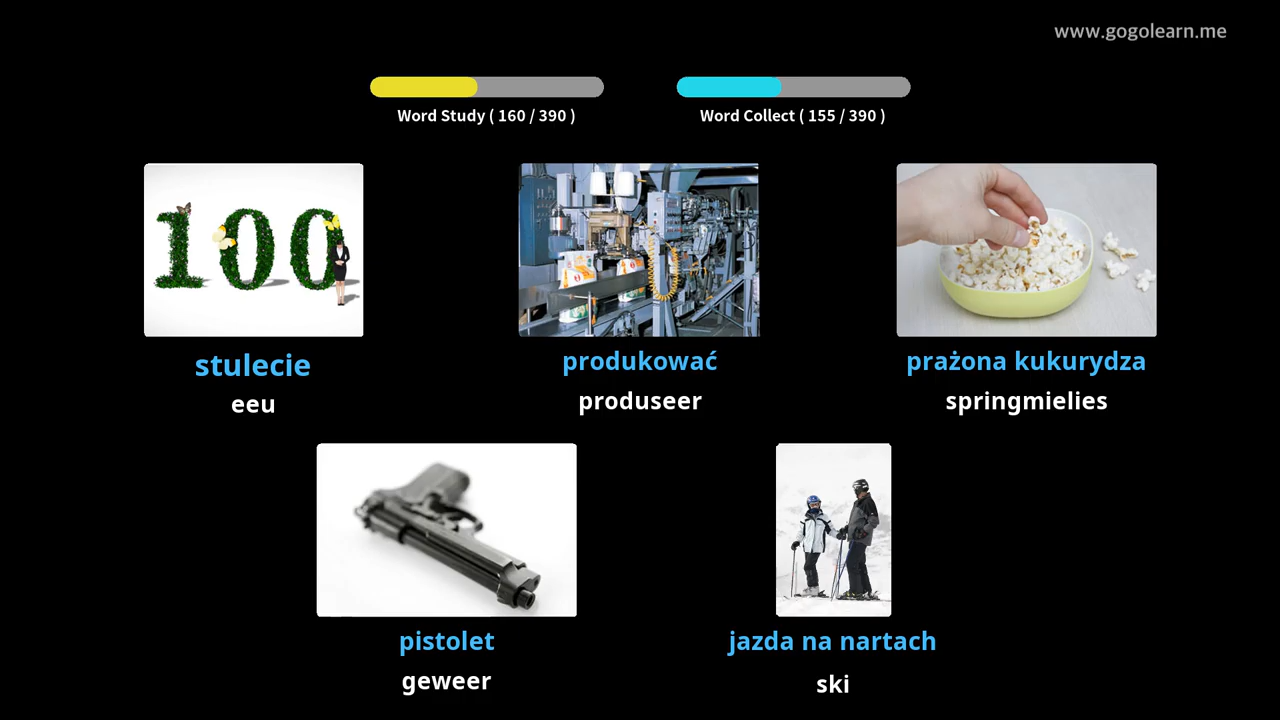 www.gogolearn.me
Word Study ( 160 / 390 )
Word Collect ( 155 / 390 )
100
stulecie
eeu
produkować
produseer
prażona kukurydza
springmielies
pistolet
geweer
jazda na nartach
ski